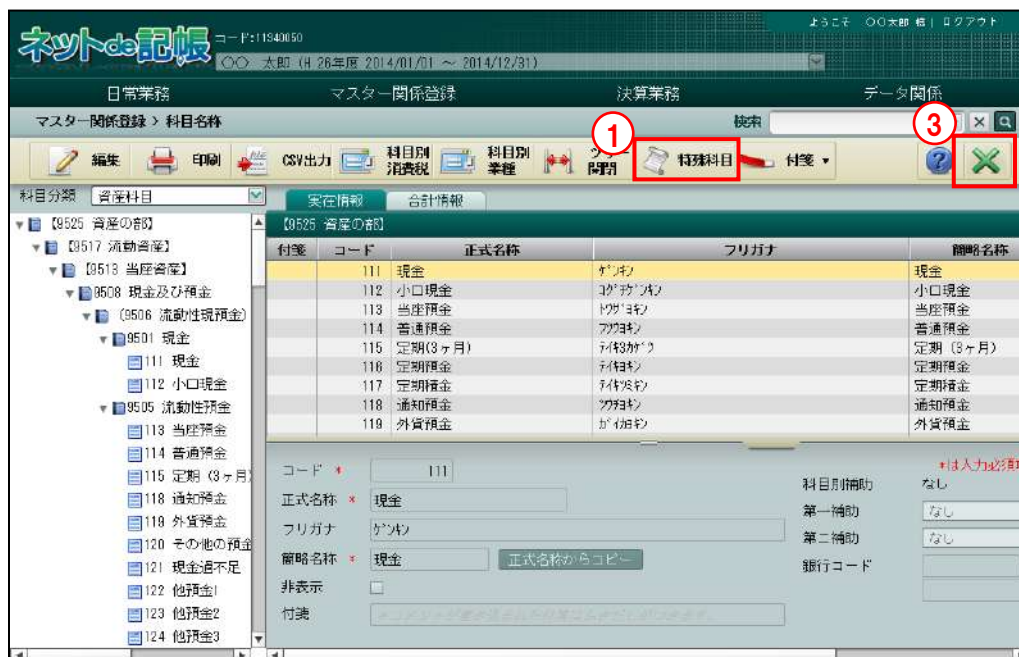 ようこそ 〇〇太郎 様 | ログアウト
ネットde記帳 コード:11940050
〇〇 太郎 (H 26年度 2014/01/01 ～ 2014/12/31)
日常業務 マスター関係登録 決算業務 データ関係
マスター関係登録 > 科目名称 検索
① ③
編集 印刷 CSV出力 科目別消費税 科目別業種 ツリー開閉 特殊科目 付箋
科目分類 資産科目 実在情報 合計情報
【9525 資産の部】
【9517 流動資産】
【9513 当座資産】
9508 現金及び預金
(9506 流動性現預金)
9501 現金
111 現金
112 小口現金
9505 流動性預金
113 当座預金
114 普通預金
115 定期 (3ヶ月)
118 通知預金
119 外貨預金
120 その他の預金
121 現金過不足
122 他預金1
123 他預金2
124 他預金3
【9525 資産の部】
付箋 コード 正式名称 フリガナ 簡略名称
111 現金 ゲンキン 現金
112 小口現金 コグチゲンキン 小口現金
113 当座預金 トウザヨキン 当座預金
114 普通預金 フツウヨキン 普通預金
115 定期(3ヶ月) テイキ3カゲツ 定期 (3ヶ月)
116 定期預金 テイキヨキン 定期預金
117 定期積金 テイキツミキン 定期積金
118 通知預金 ツウチヨキン 通知預金
119 外貨預金 ガイカヨキン 外貨預金
*は入力必須
コード * 111
正式名称 * 現金
フリガナ ゲンキン
簡略名称 * 現金 正式名称からコピー
非表示
付箋
科目別補助 なし
第一補助 なし
第二補助 なし
銀行コード